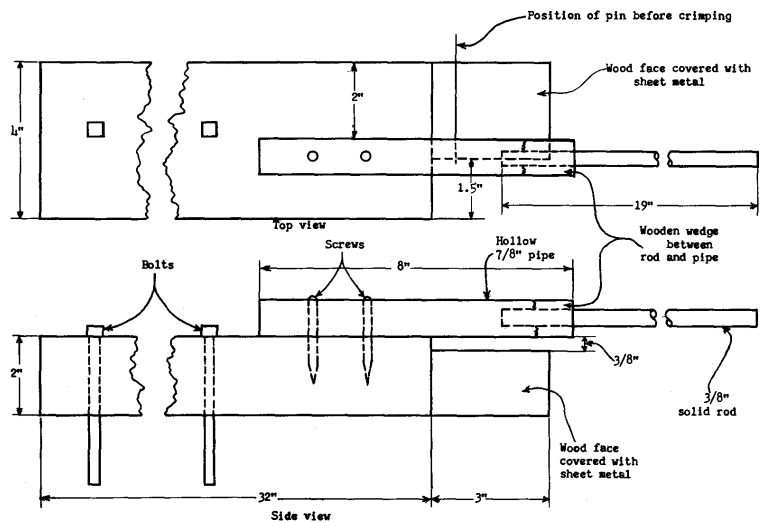 Position of pin before crimping
Wood face covered with
sheet metal
2"
4"
1.5"
19"
Top view
Wooden wedge
between
rod and pipe
Bolts
Screws
Hollow
7/8" pipe
8"
2"
3/8"
3/8"
solid rod
Wood face
covered with
sheet metal
32"
3"
Side view